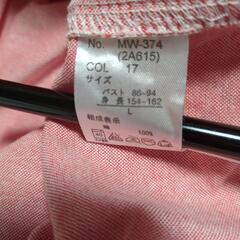 No. MW-374
(2A615)
COL 17
サイズ
バスト 86-94
身 長 154-162
L
組成表示
綿 100%